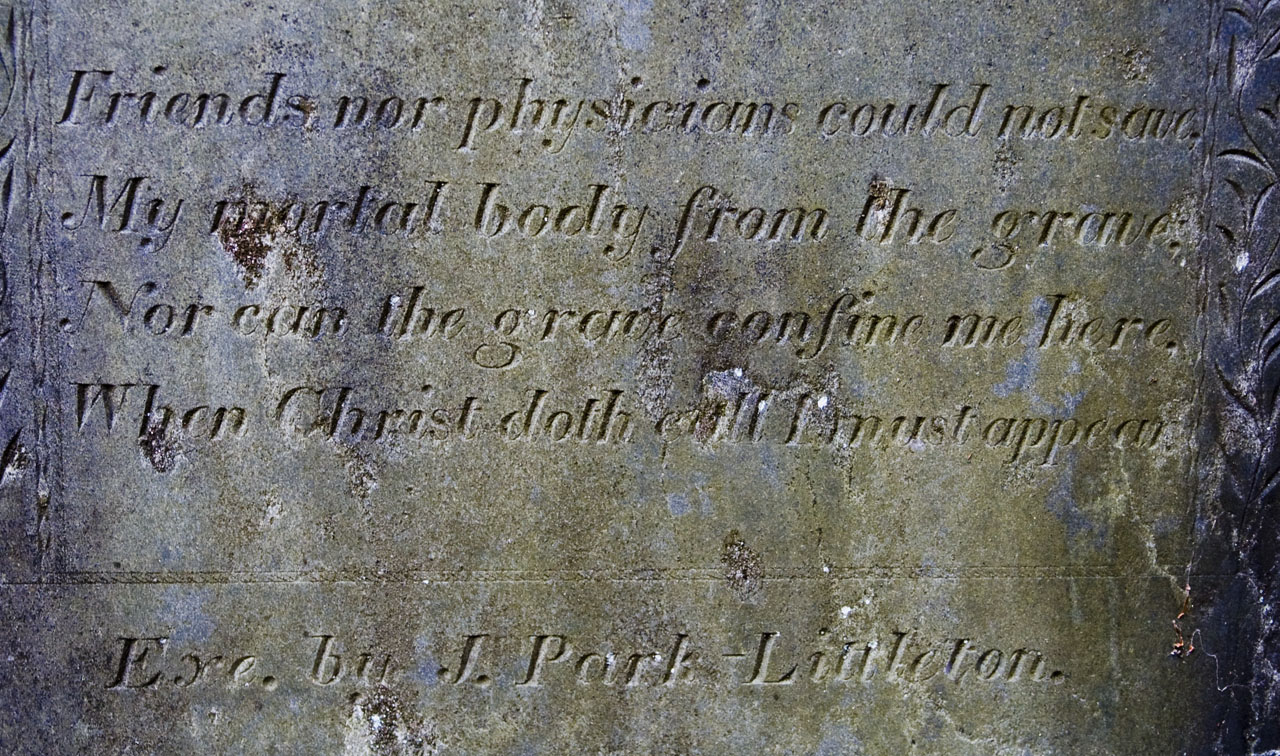 Friends nor physicians could not save,
My mortal body from the grave,
Nor can the grave confine me here,
When Christ doth call I must appear
Exe. by J. Park - Littleton.